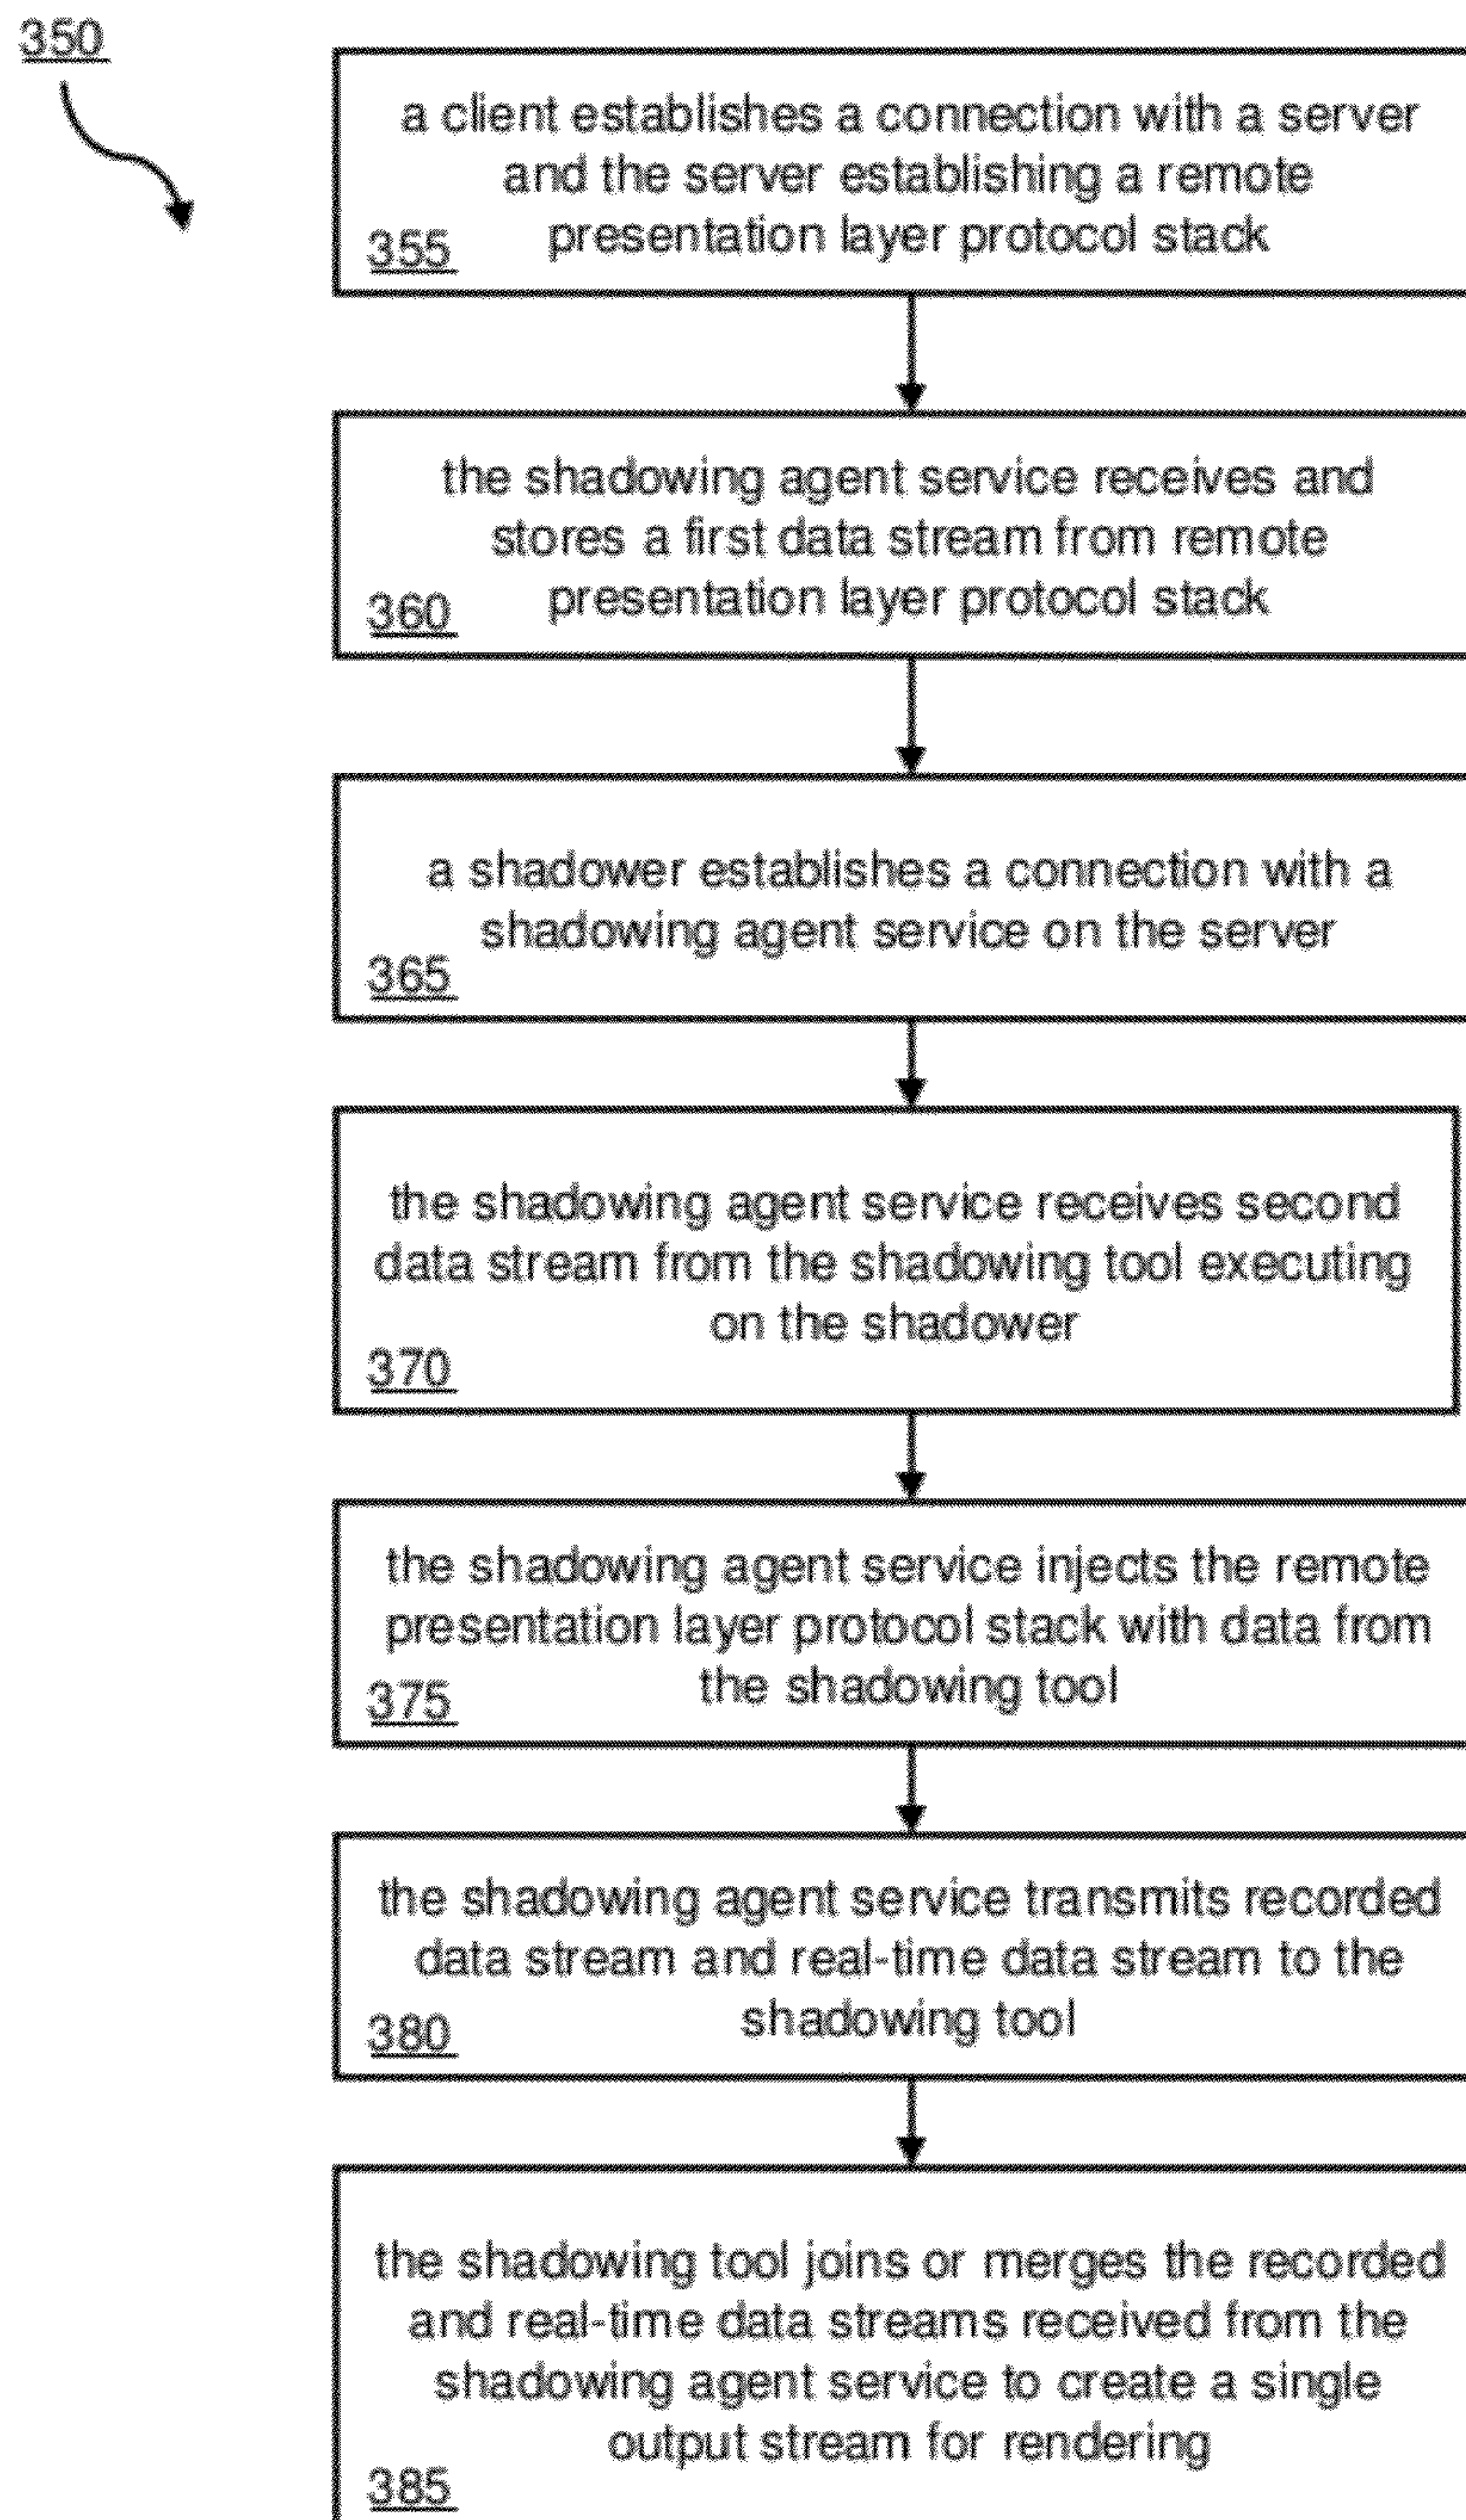 350
a client establishes a connection with a server
and the server establishing a remote
presentation layer protocol stack
355
the shadowing agent service receives and
stores a first data stream from remote
presentation layer protocol stack
360
a shadower establishes a connection with a
shadowing agent service on the server
365
the shadowing agent service receives second
data stream from the shadowing tool executing
on the shadower
370
the shadowing agent service injects the remote
presentation layer protocol stack with data from
the shadowing tool
375
the shadowing agent service transmits recorded
data stream and real-time data stream to the
shadowing tool
380
the shadowing tool joins or merges the recorded
and real-time data streams received from the
shadowing agent service to create a single
output stream for rendering
385